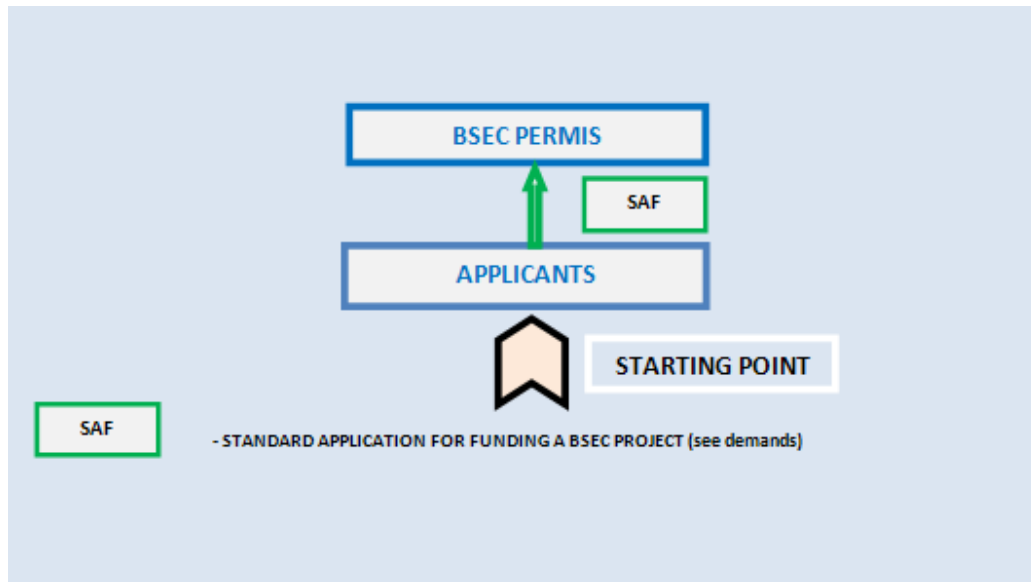 BSEC PERMIS
SAF
APPLICANTS
STARTING POINT
SAF
- STANDARD APPLICATION FOR FUNDING A BSEC PROJECT (see demands)